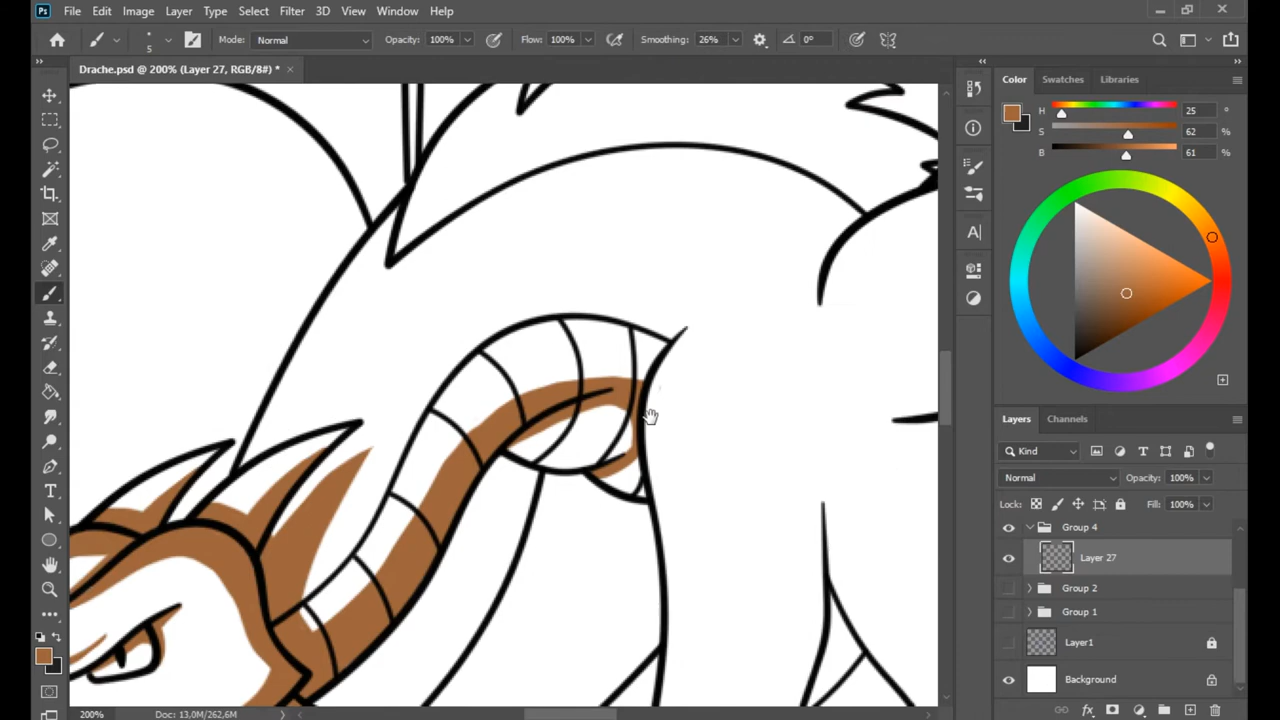 Ps File Edit Image Layer Type Select Filter 3D View Window Help
5 Mode: Normal Opacity: 100% Flow: 100% Smoothing: 26% 0°
Drache.psd @ 200% (Layer 27, RGB/8#) * ×
Color Swatches Libraries
H 25 °
S 62 %
B 61 %
A|
Layers Channels
Kind
Normal Opacity: 100%
Lock: Fill: 100%
Group 4
Layer 27
Group 2
Group 1
Layer1
Background
T
200% Doc: 13,0M/262,6M
fx